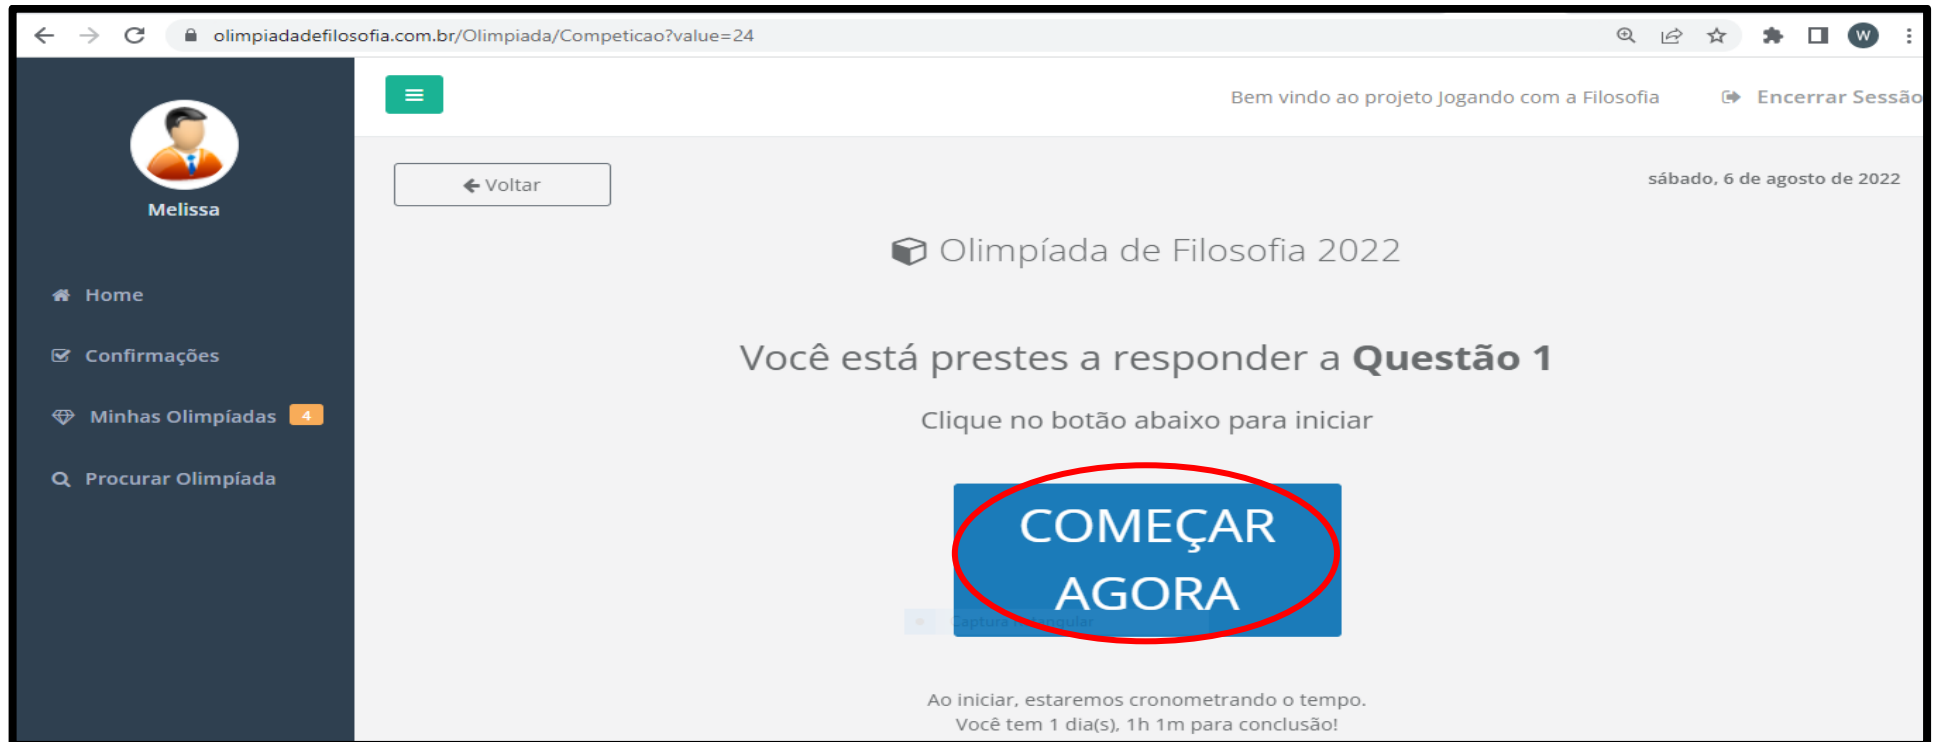 olimpiadadefilosofia.com.br/Olimpiada/Competicao?value=24
W
Bem vindo ao projeto Jogando com a Filosofia
Encerrar Sessão
Melissa
Home
Confirmações
Minhas Olimpíadas 4
Procurar Olimpíada
Voltar
sábado, 6 de agosto de 2022
Olimpíada de Filosofia 2022
Você está prestes a responder a Questão 1
Clique no botão abaixo para iniciar
COMEÇAR
AGORA
Captura
Ao iniciar, estaremos cronometrando o tempo.
Você tem 1 dia(s), 1h 1m para conclusão!